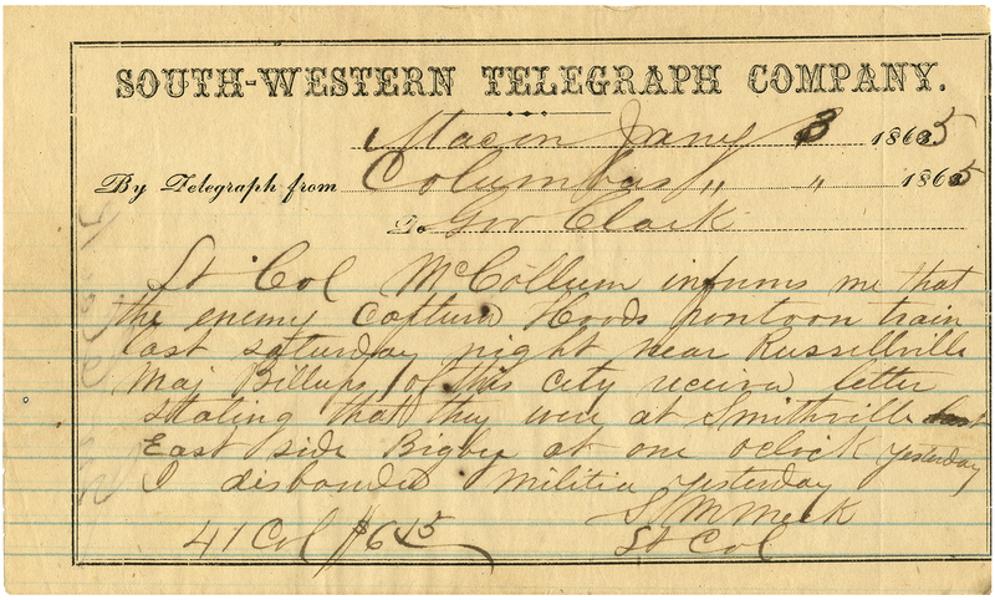 SOUTH-WESTERN TELEGRAPH COMPANY.
Macon Jany 3 1865
By Telegraph from Columbus " " 1865
To Gov Clark
Lt Col McCollum informs me that
the enemy Captured Hoods pontoon train
last saturday night near Russellville
Maj Billups of this City received letter
stating that they were at Smithville
East side Bigby at one oclock yesterday
I disbanded militia yesterday
S M Meek
41 Col $6.45 Lt Col